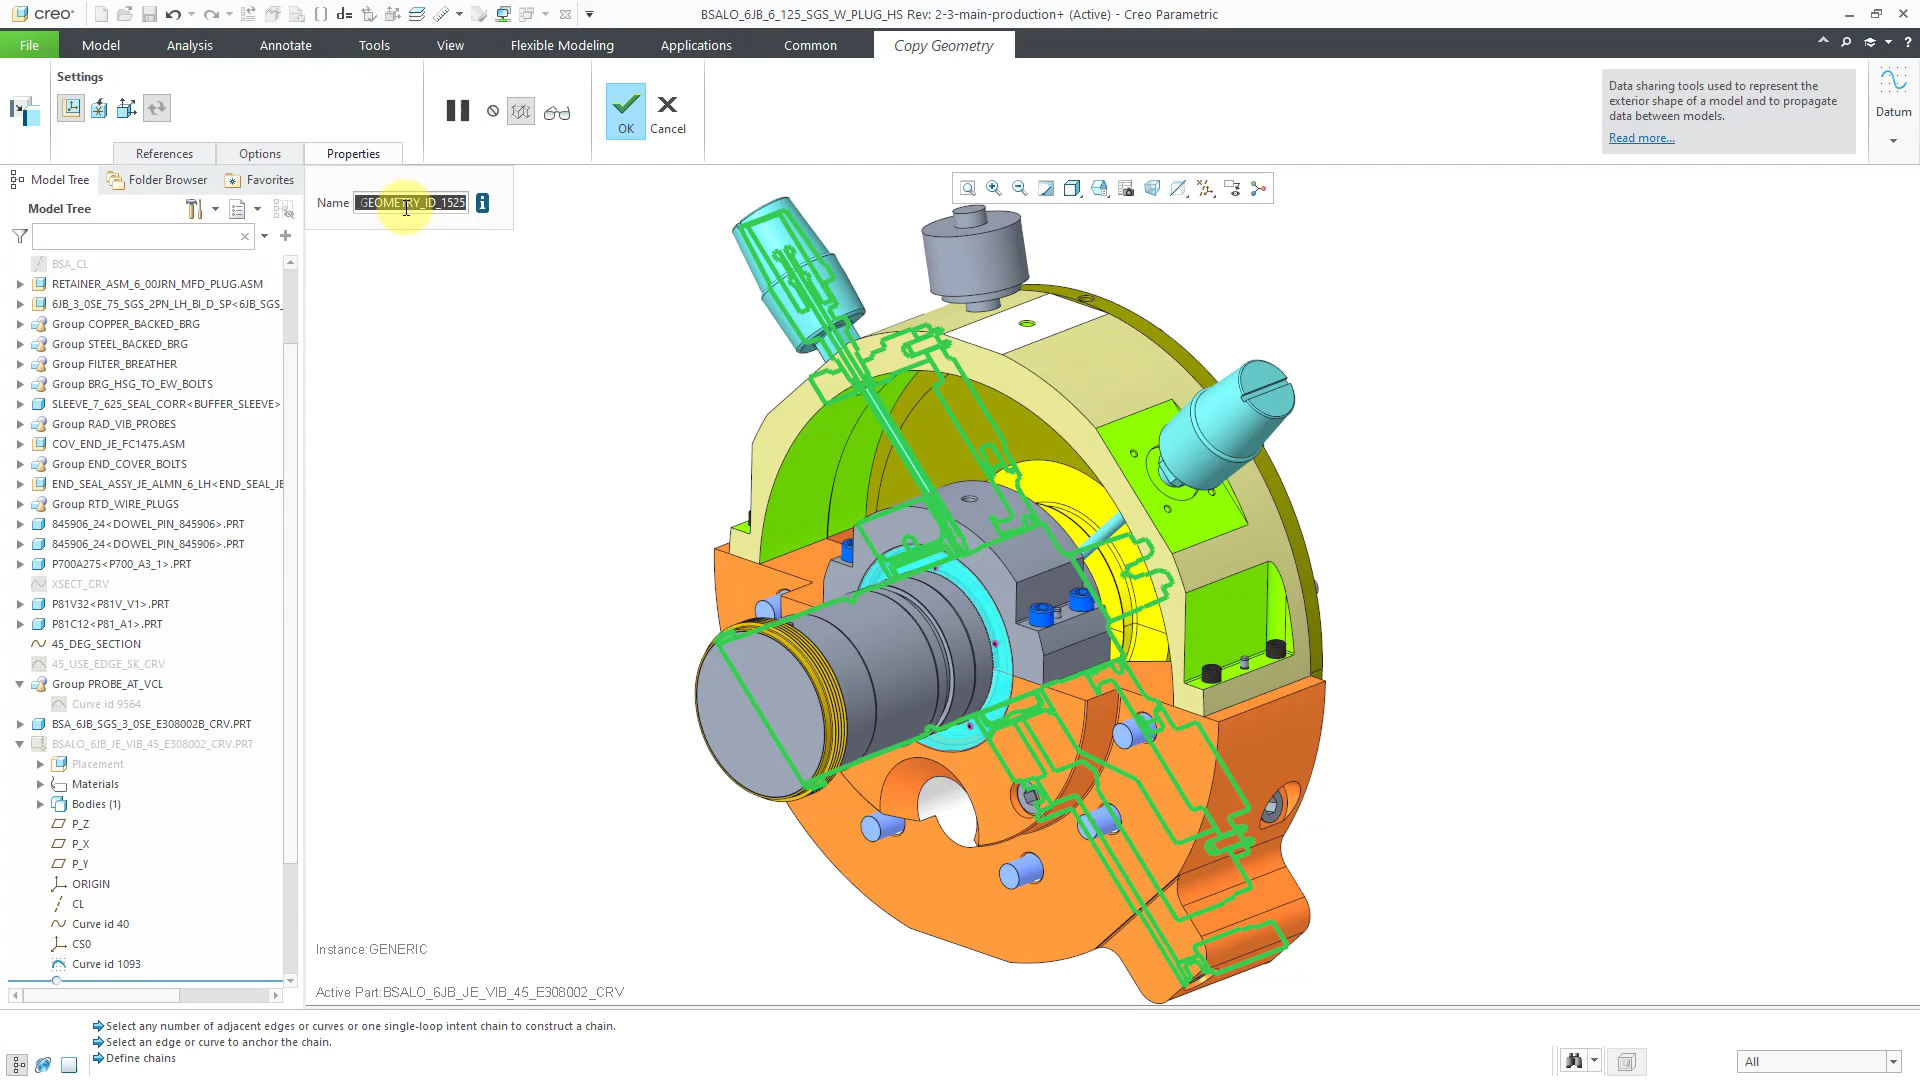 creo
BSALO_6JB_6_125_SGS_W_PLUG_HS Rev: 2-3-main-production+ (Active) - Creo Parametric
File Model Analysis Annotate Tools View Flexible Modeling Applications Common Copy Geometry
Settings
OK
Cancel
Data sharing tools used to represent the
exterior shape of a model and to propagate
data between models.
Read more...
Datum
References Options Properties
Model Tree Folder Browser Favorites
Name GEOMETRY_ID_1525
Model Tree
BSA_CL
RETAINER_ASM_6_00JRN_MFD_PLUG.ASM
6JB_3_0SE_75_SGS_2PN_LH_BI_D_SP<6JB_SGS_
Group COPPER_BACKED_BRG
Group STEEL_BACKED_BRG
Group FILTER_BREATHER
Group BRG_HSG_TO_EW_BOLTS
SLEEVE_7_625_SEAL_CORR<BUFFER_SLEEVE>
Group RAD_VIB_PROBES
COV_END_JE_FC1475.ASM
Group END_COVER_BOLTS
END_SEAL_ASSY_JE_ALMN_6_LH<END_SEAL_JE
Group RTD_WIRE_PLUGS
845906_24<DOWEL_PIN_845906>.PRT
845906_24<DOWEL_PIN_845906>.PRT
P700A275<P700_A3_1>.PRT
XSECT_CRV
P81V32<P81V_V1>.PRT
P81C12<P81_A1>.PRT
45_DEG_SECTION
45_USE_EDGE_SK_CRV
Group PROBE_AT_VCL
Curve id 9564
BSA_6JB_SGS_3_0SE_E308002B_CRV.PRT
BSALO_6JB_JE_VIB_45_E308002_CRV.PRT
Placement
Materials
Bodies (1)
P_Z
P_X
P_Y
ORIGIN
CL
Curve id 40
CS0
Curve id 1093
Instance:GENERIC
Active Part:BSALO_6JB_JE_VIB_45_E308002_CRV
Select any number of adjacent edges or curves or one single-loop intent chain to construct a chain.
Select an edge or curve to anchor the chain.
Define chains
All